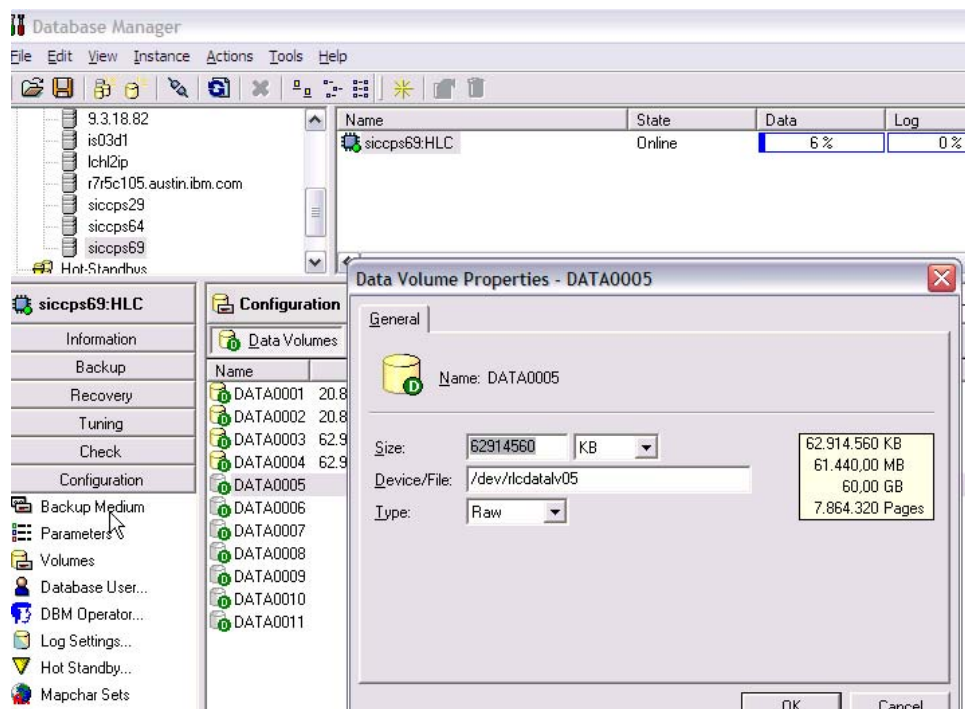 Database Manager
File Edit View Instance Actions Tools Help
9.3.18.82
is03d1
lchl2ip
r7r5c105.austin.ibm.com
siccps29
siccps64
siccps69
Hot-Standbys
Name State Data Log
siccps69:HLC Online 6 % 0 %
siccps69:HLC
Information
Backup
Recovery
Tuning
Check
Configuration
Backup Medium
Parameters
Volumes
Database User...
DBM Operator...
Log Settings...
Hot Standby...
Mapchar Sets
Configuration
Data Volumes
Name
DATA0001 20.8
DATA0002 20.8
DATA0003 62.9
DATA0004 62.9
DATA0005
DATA0006
DATA0007
DATA0008
DATA0009
DATA0010
DATA0011
Data Volume Properties - DATA0005
General
D
Name: DATA0005
Size: 62914560 KB
Device/File: /dev/rlcdatalv05
Type: Raw
62.914.560 KB
61.440,00 MB
60,00 GB
7.864.320 Pages
OK Cancel